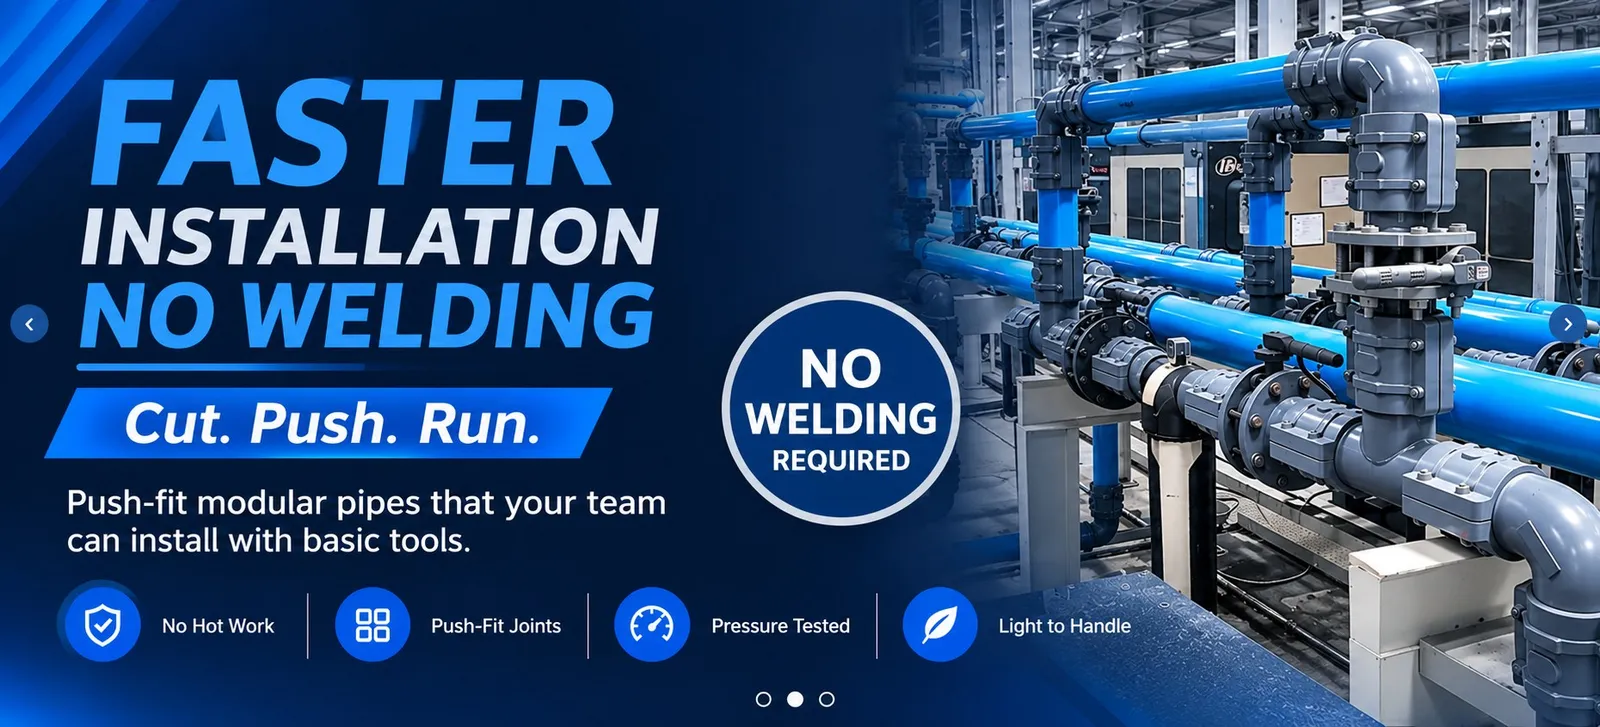 FASTER
INSTALLATION
NO WELDING
Cut. Push. Run.
Push-fit modular pipes that your team
can install with basic tools.
NO
WELDING
REQUIRED
No Hot Work
Push-Fit Joints
Pressure Tested
Light to Handle